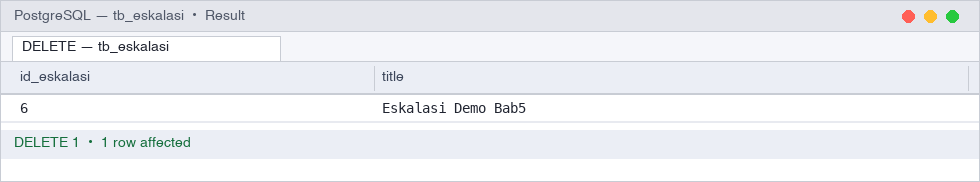 PostgreSQL — tb_eskalasi • Result
DELETE — tb_eskalasi
id_eskalasi title
6 Eskalasi Demo Bab5
DELETE 1 • 1 row affected